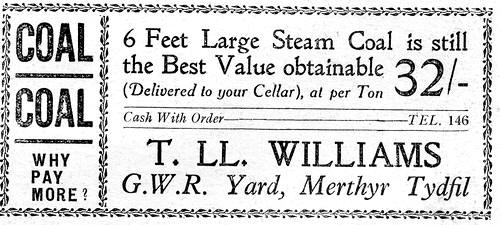 COAL
COAL
WHY
PAY
MORE?
6 Feet Large Steam Coal is still
the Best Value obtainable
(Delivered to your Cellar), at per Ton
32/-
Cash With Order TEL. 146
T. LL. WILLIAMS
G.W.R. Yard, Merthyr Tydfil